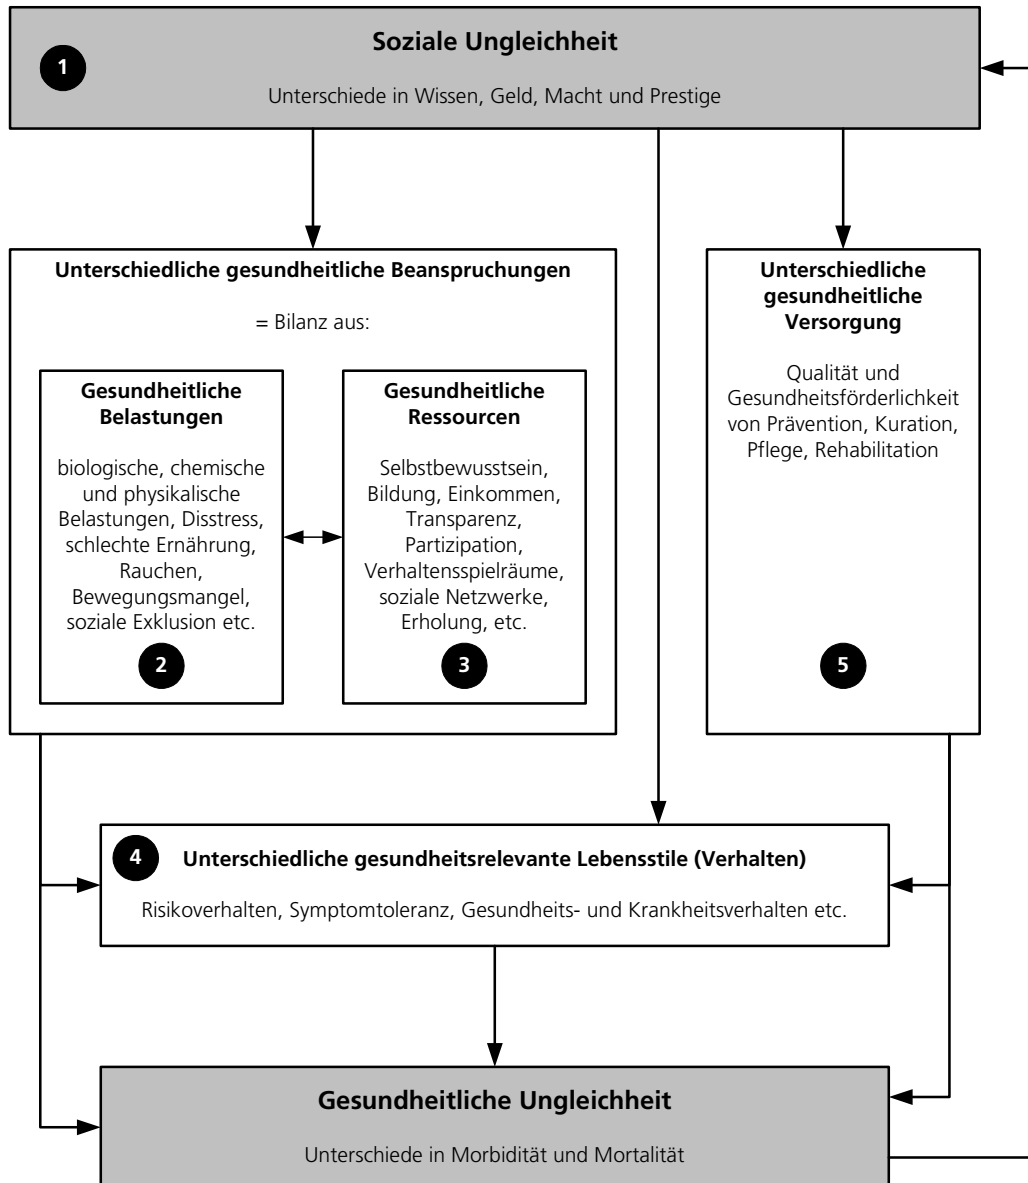 Soziale Ungleichheit
1
Unterschiede in Wissen, Geld, Macht und Prestige
Unterschiedliche gesundheitliche Beanspruchungen
= Bilanz aus:
Gesundheitliche
Belastungen
biologische, chemische
und physikalische
Belastungen, Disstress,
schlechte Ernährung,
Rauchen,
Bewegungsmangel,
soziale Exklusion etc.
2
Gesundheitliche
Ressourcen
Selbstbewusstsein,
Bildung, Einkommen,
Transparenz,
Partizipation,
Verhaltensspielräume,
soziale Netzwerke,
Erholung, etc.
3
Unterschiedliche
gesundheitliche
Versorgung
Qualität und
Gesundheitsförderlichkeit
von Prävention, Kuration,
Pflege, Rehabilitation
5
4
Unterschiedliche gesundheitsrelevante Lebensstile (Verhalten)
Risikoverhalten, Symptomtoleranz, Gesundheits- und Krankheitsverhalten etc.
Gesundheitliche Ungleichheit
Unterschiede in Morbidität und Mortalität